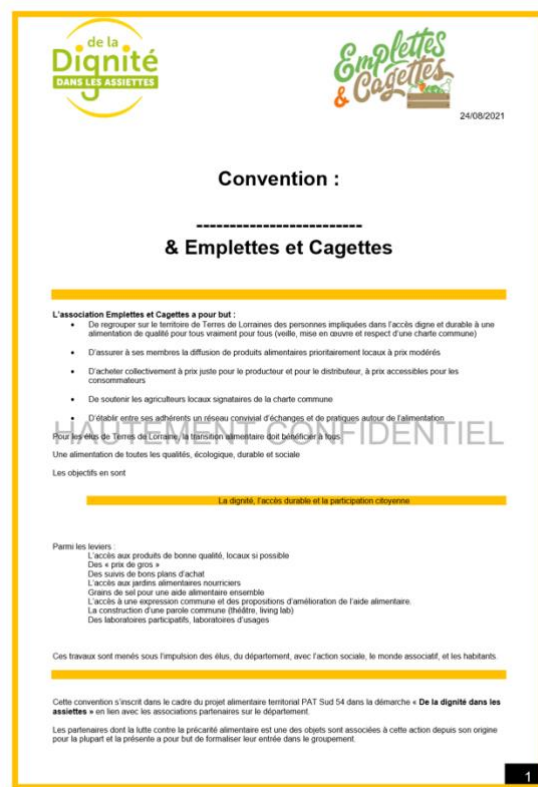 de la
Dignité
DANS LES ASSIETTES
Emplettes
& Cagettes
24/08/2021
Convention :
-------------------------
& Emplettes et Cagettes
L'association Emplettes et Cagettes a pour but :
• De regrouper sur le territoire de Terres de Lorraines des personnes impliquées dans l'accès digne et durable à une
alimentation de qualité pour tous vraiment pour tous (veille, mise en œuvre et respect d'une charte commune)
• D'assurer à ses membres la diffusion de produits alimentaires prioritairement locaux à prix modérés
• D'acheter collectivement à prix juste pour le producteur et pour le distributeur, à prix accessibles pour les
consommateurs
• De soutenir les agriculteurs locaux signataires de la charte commune
• D'établir entre ses adhérents un réseau convivial d'échanges et de pratiques autour de l'alimentation
HAUTEMENT CONFIDENTIEL
Pour les élus de Terres de Lorraine, la transition alimentaire doit bénéficier à tous
Une alimentation de toutes les qualités, écologique, durable et sociale
Les objectifs en sont
La dignité, l'accès durable et la participation citoyenne
Parmi les leviers :
L'accès aux produits de bonne qualité, locaux si possible
Des « prix de gros »
Des suivis de bons plans d'achat
L'accès aux jardins alimentaires nourriciers
Grains de sel pour une aide alimentaire ensemble
L'accès à une expression commune et des propositions d'amélioration de l'aide alimentaire.
La construction d'une parole commune (théâtre, living lab)
Des laboratoires participatifs, laboratoires d'usages
Ces travaux sont menés sous l'impulsion des élus, du département, avec l'action sociale, le monde associatif, et les habitants.
Cette convention s'inscrit dans le cadre du projet alimentaire territorial PAT Sud 54 dans la démarche « De la dignité dans les
assiettes » en lien avec les associations partenaires sur le département.
Les partenaires dont la lutte contre la précarité alimentaire est une des objets sont associées à cette action depuis son origine
pour la plupart et la présente a pour but de formaliser leur entrée dans le groupement.
1